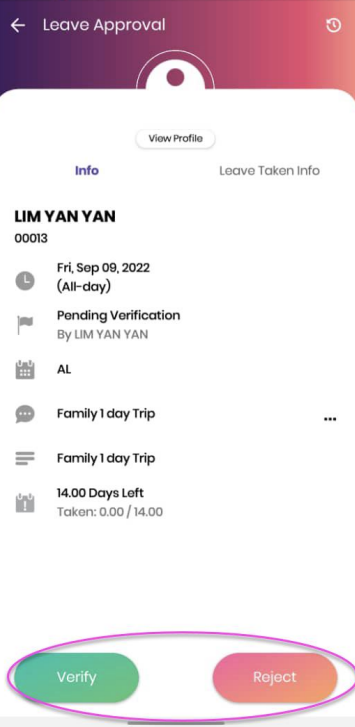 Leave Approval
View Profile
Info
Leave Taken Info
LIM YAN YAN
00013
Fri, Sep 09, 2022
(All-day)
Pending Verification
By LIM YAN YAN
AL
Family 1 day Trip
Family 1 day Trip
14.00 Days Left
Taken: 0.00 / 14.00
Verify
Reject